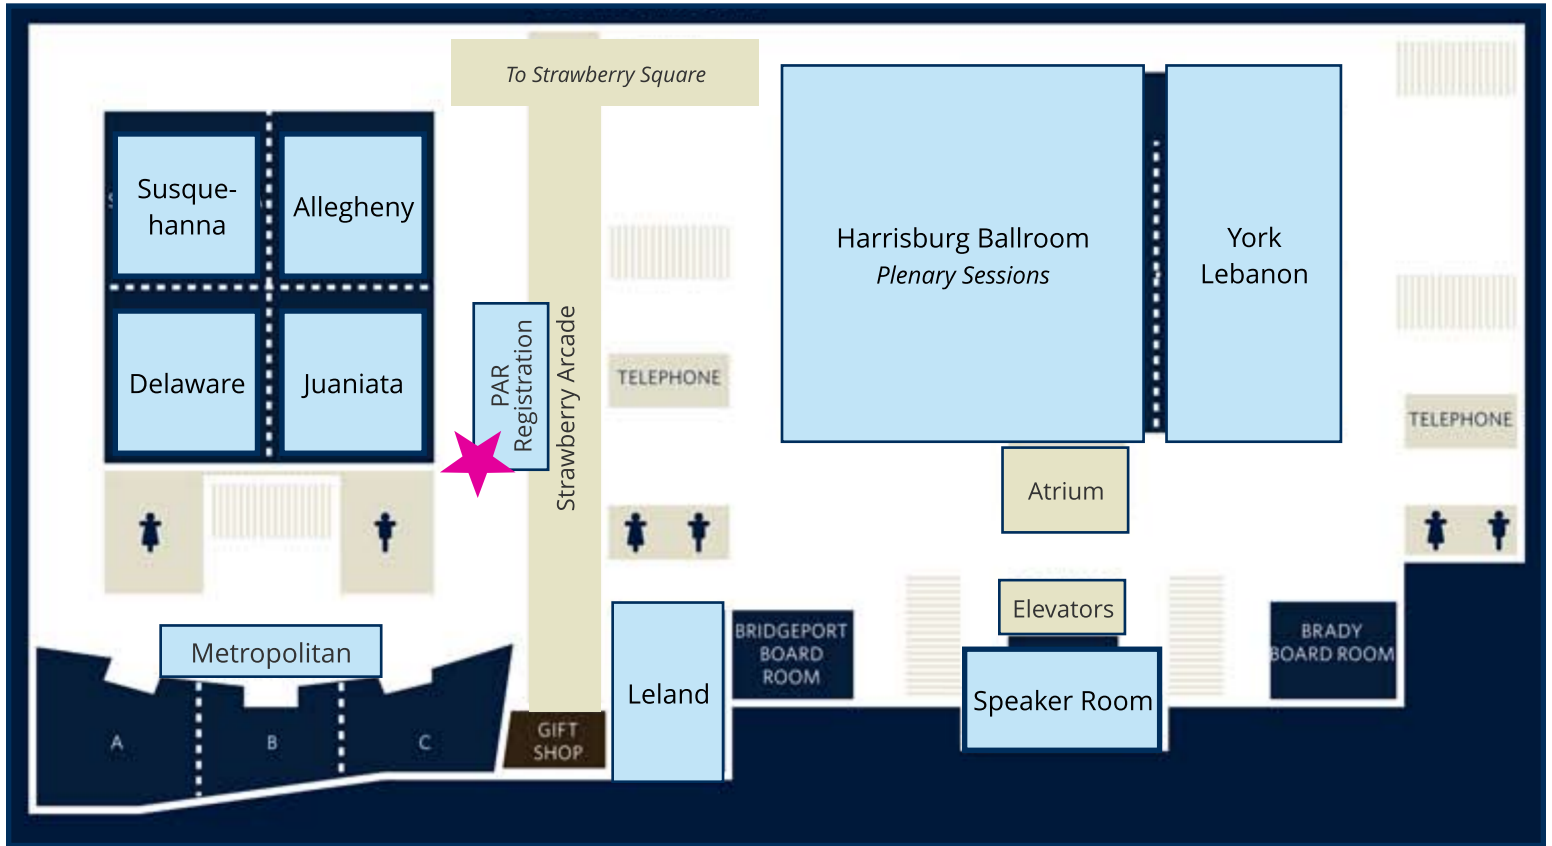 To Strawberry Square
Susque-
hanna
Allegheny
Delaware
Juaniata
PAR
Registration
Strawberry Arcade
TELEPHONE
Harrisburg Ballroom
Plenary Sessions
York
Lebanon
TELEPHONE
Atrium
Elevators
Metropolitan
A
B
C
GIFT
SHOP
Leland
BRIDGEPORT
BOARD
ROOM
Speaker Room
BRADY
BOARD ROOM